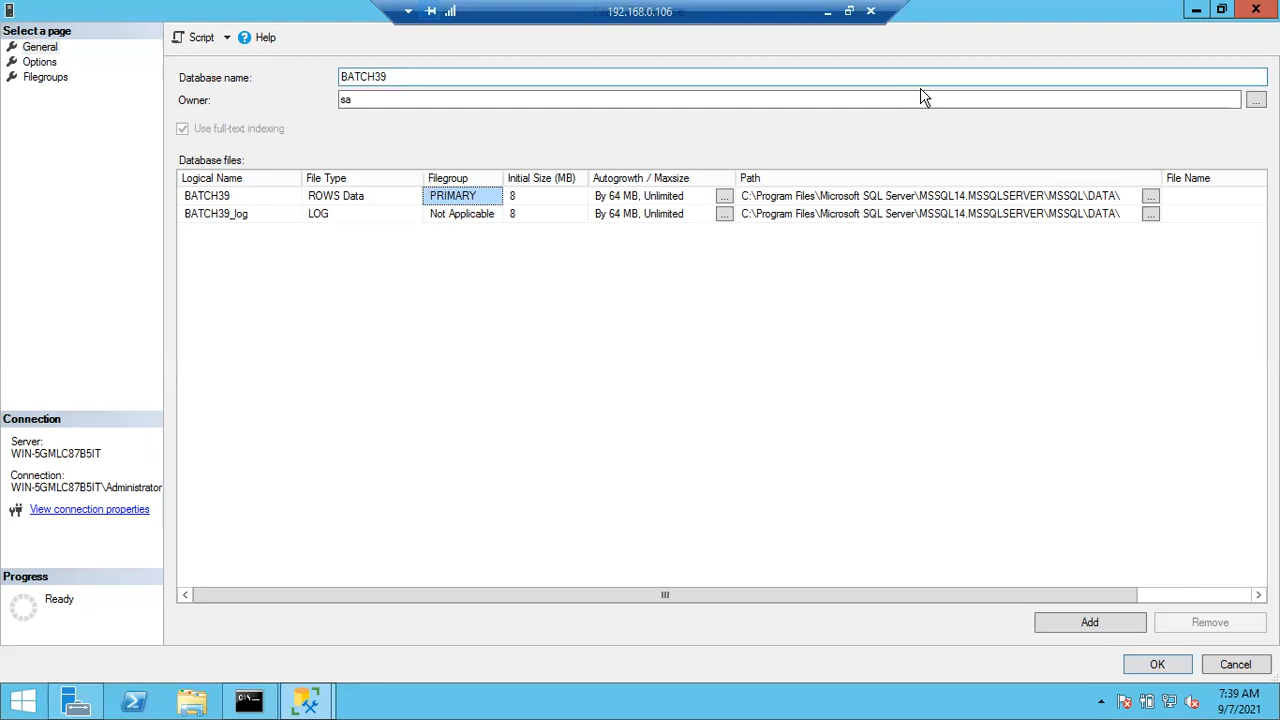 192.168.0.106
Select a page
General
Options
Filegroups
Script
Help
Database name:
BATCH39
Owner:
sa
...
Use full-text indexing
Database files:
Logical Name File Type Filegroup Initial Size (MB) Autogrowth / Maxsize Path File Name
BATCH39 ROWS Data PRIMARY 8 By 64 MB, Unlimited ... C:\Program Files\Microsoft SQL Server\MSSQL14.MSSQLSERVER\MSSQL\DATA\ ...
BATCH39_log LOG Not Applicable 8 By 64 MB, Unlimited ... C:\Program Files\Microsoft SQL Server\MSSQL14.MSSQLSERVER\MSSQL\DATA\ ...
Connection
Server:
WIN-5GMLC87B5IT
Connection:
WIN-5GMLC87B5IT\Administrator
View connection properties
Progress
Ready
Add
Remove
OK
Cancel
7:39 AM
9/7/2021